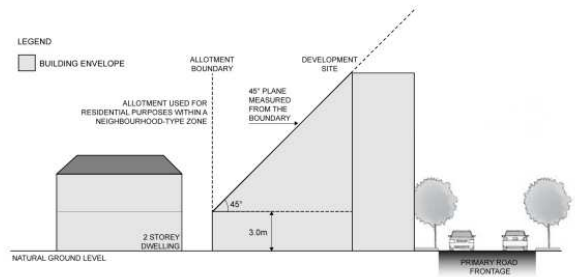 LEGEND
BUILDING ENVELOPE
ALLOTMENT
BOUNDARY
DEVELOPMENT
SITE
ALLOTMENT USED FOR
RESIDENTIAL PURPOSES WITHIN A
NEIGHBOURHOOD-TYPE ZONE
45° PLANE
MEASURED
FROM THE
BOUNDARY
45°
3.0m
2 STOREY
DWELLING
NATURAL GROUND LEVEL
PRIMARY ROAD
FRONTAGE